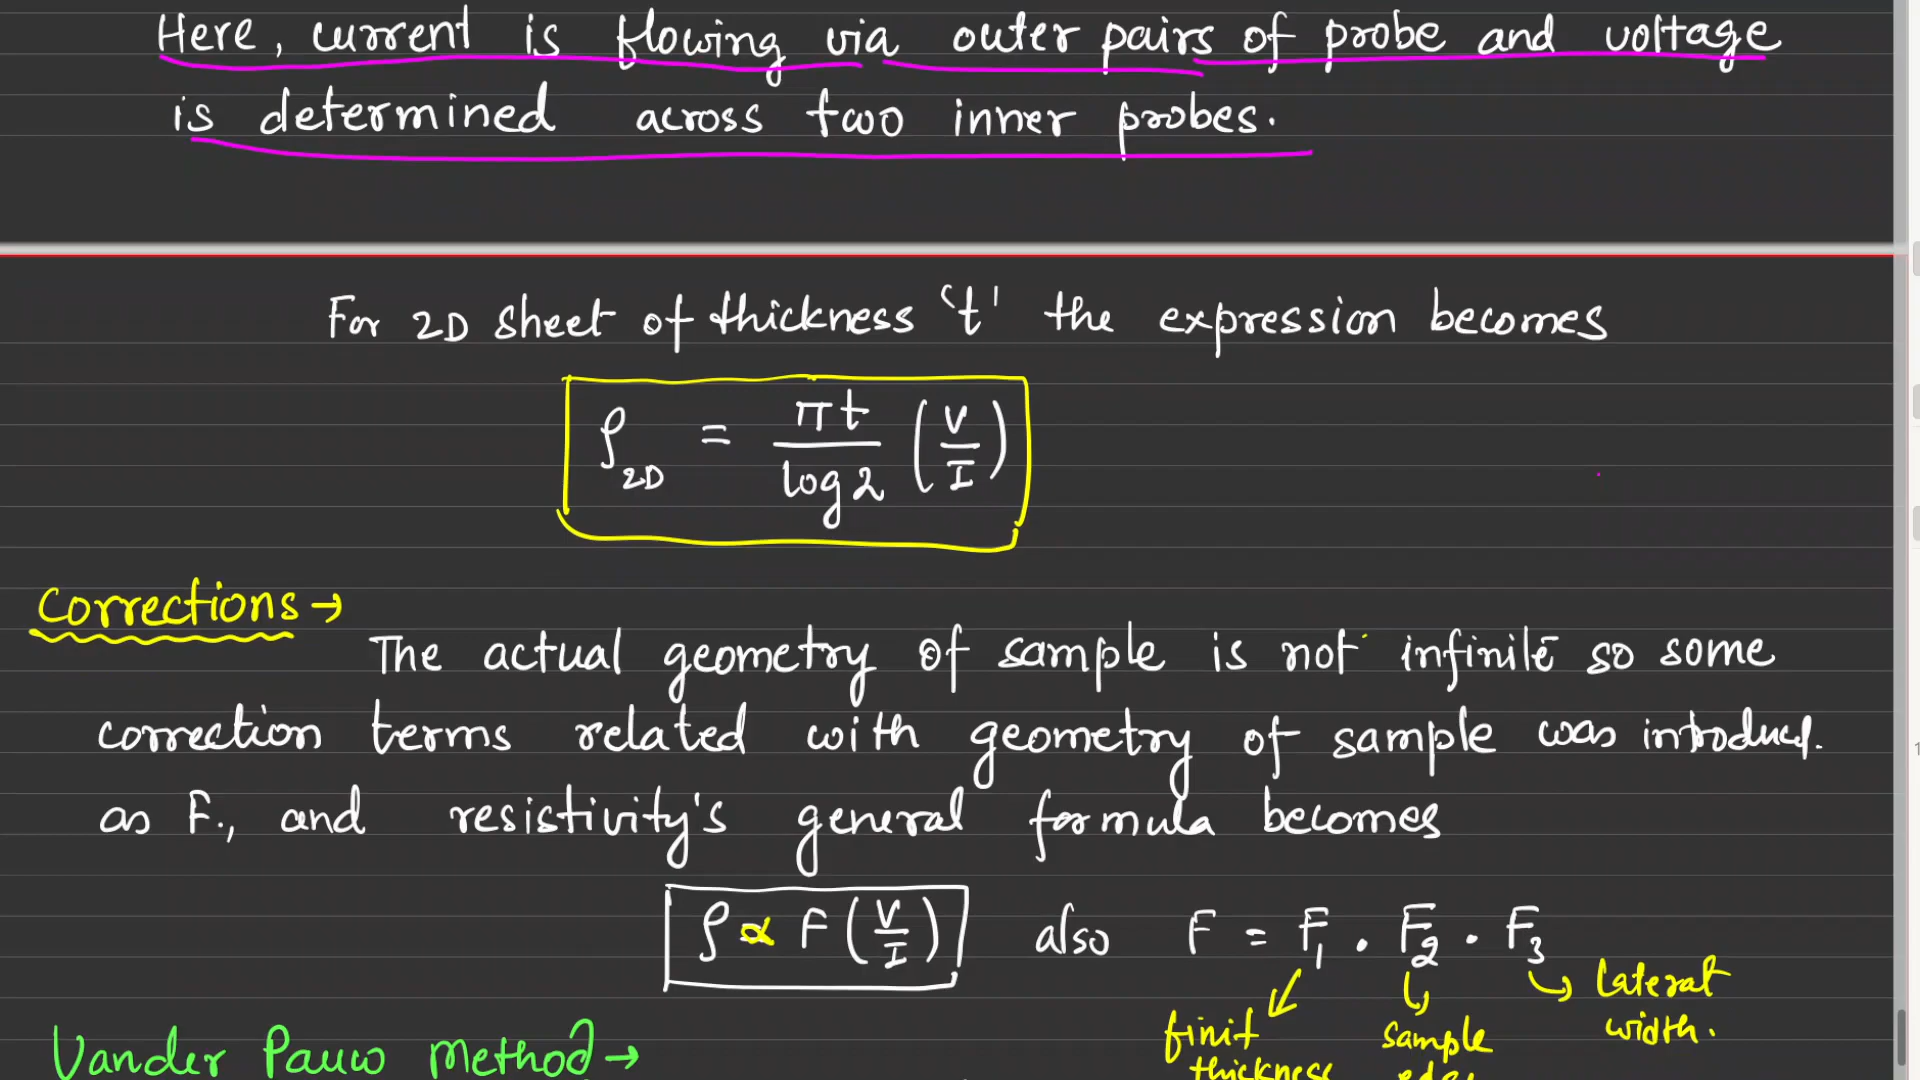 Here, current is flowing via outer pairs of probe and voltage
is determined across two inner probes.
For 2D sheet of thickness 't' the expression becomes
ρ2D = πt/log2 (V/I)
Corrections →
The actual geometry of sample is not infinite so some
correction terms related with geometry of sample was introduced.
as F., and resistivity's general formula becomes
ρ ∝ F (V/I) also F = F1 . F2 . F3
lateral
width.
finit
thickness
sample
Vander Pauw Method →